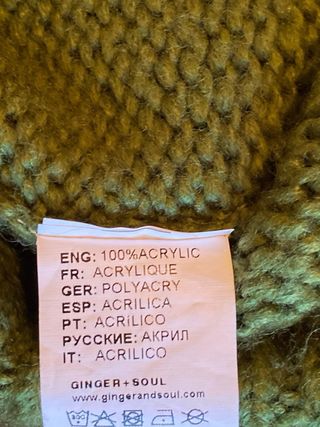 ENG: 100%ACRYLIC
FR: ACRYLIQUE
GER: POLYACRY
ESP: ACRILICA
PT: ACRíLICO
РУССКИЕ: АКРИЛ
IT: ACRILICO
GINGER+SOUL
www.gingerandsoul.com